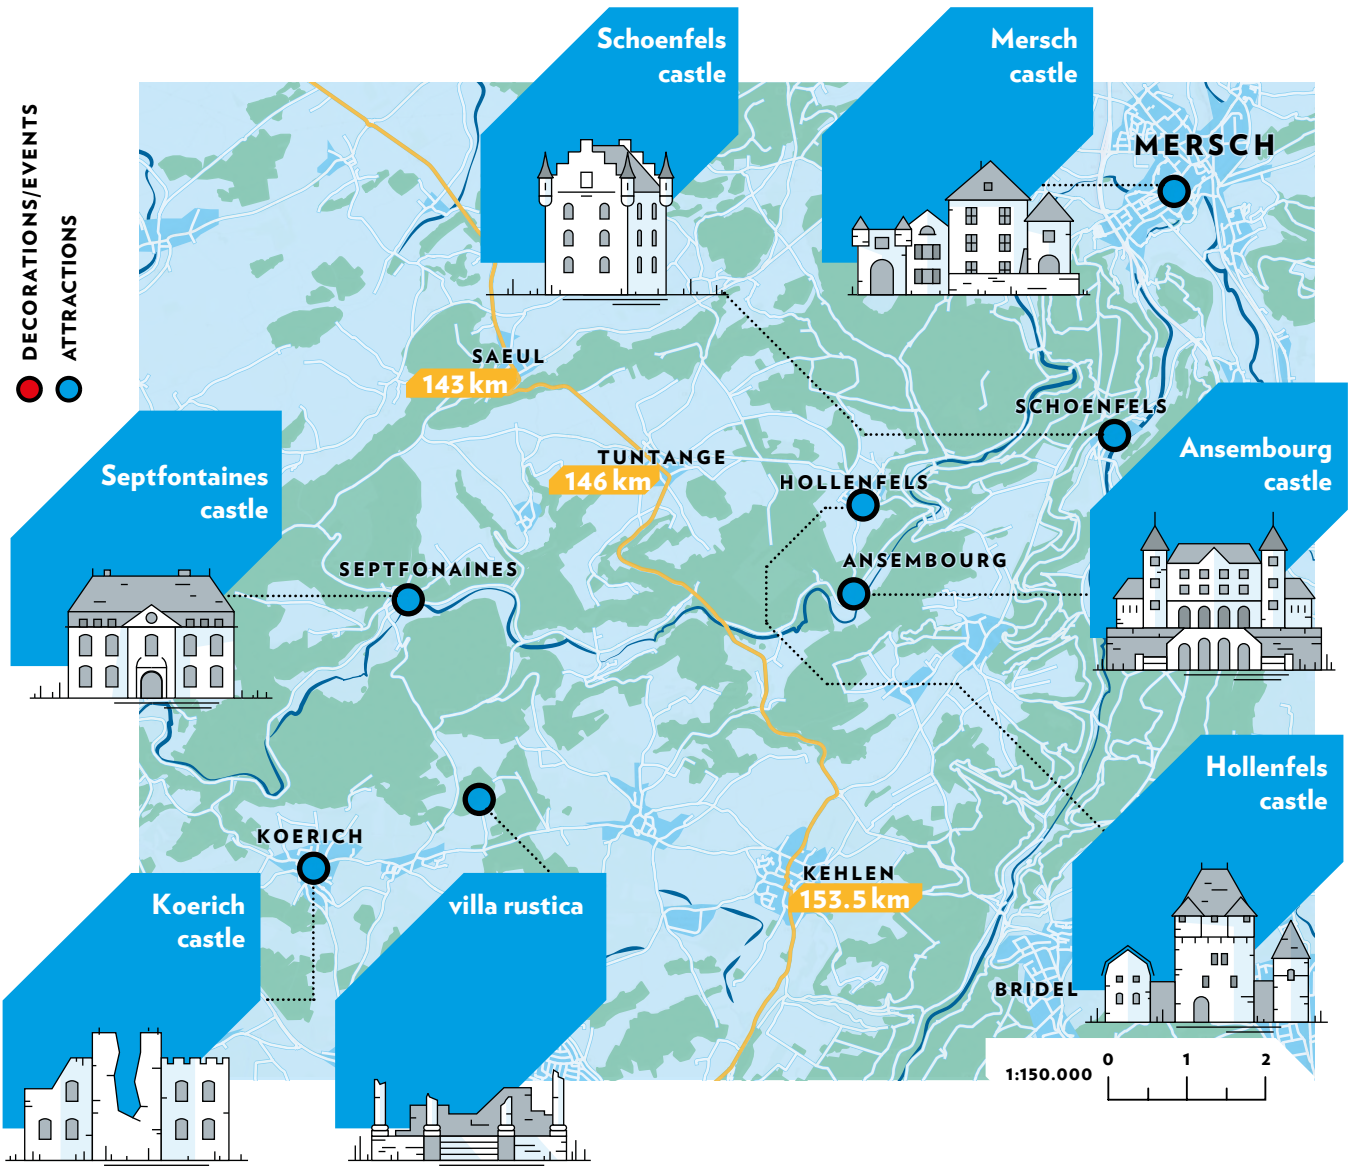 Schoenfels
castle
Mersch
castle
DECORATIONS/EVENTS
ATTRACTIONS
MERSCH
SAEUL
143 km
SCHOENFELS
TUNTANGE
146 km
HOLLENFELS
Ansembourg
castle
Septfontaines
castle
SEPTFONAINES
ANSEMBOURG
Hollenfels
castle
KOERICH
KEHLEN
153.5 km
Koerich
castle
villa rustica
BRIDEL
1:150.000
0 1 2